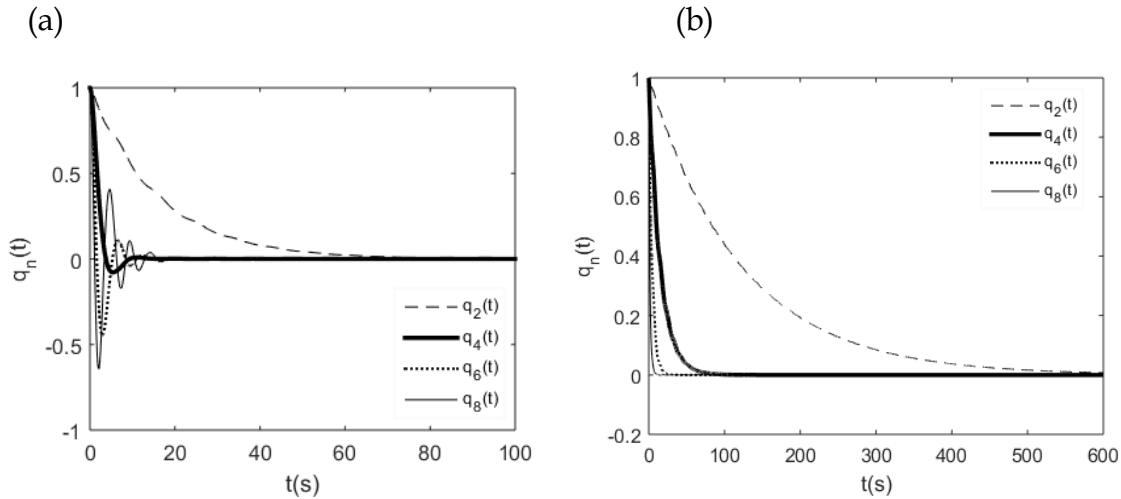 (a)
(b)
1
0.5
0
-0.5
-1
q_n(t)
0 20 40 60 80 100
t(s)
q_2(t)
q_4(t)
q_6(t)
q_8(t)
1
0.8
0.6
0.4
0.2
0
-0.2
q_n(t)
0 100 200 300 400 500 600
t(s)
q_2(t)
q_4(t)
q_6(t)
q_8(t)